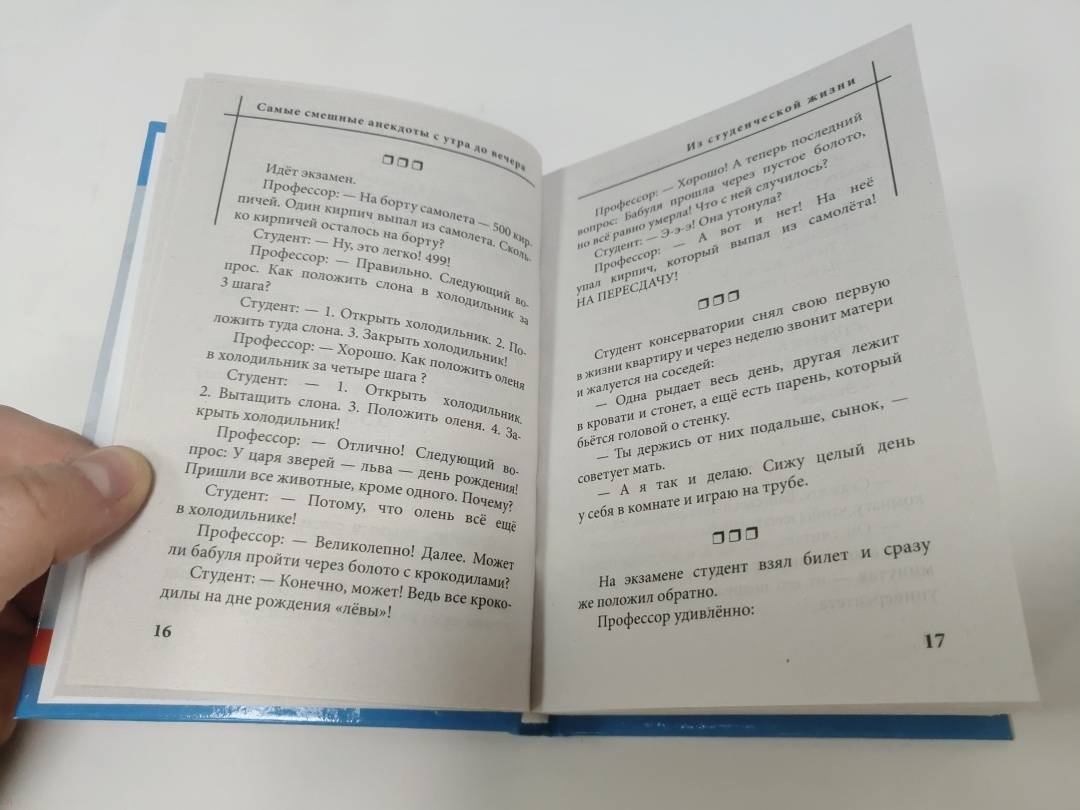 Самые смешные анекдоты с утра до вечера
Идёт экзамен.
Профессор: — На борту самолета — 500 кир-
пичей. Один кирпич выпал из самолета. Сколь-
ко кирпичей осталось на борту?
Студент: — Ну, это легко! 499!
Профессор: — Правильно. Следующий во-
прос. Как положить слона в холодильник за
3 шага?
Студент: — 1. Открыть холодильник. 2. По-
ложить туда слона. 3. Закрыть холодильник!
Профессор: — Хорошо. Как положить оленя
в холодильник за четыре шага ?
Студент: — 1. Открыть холодильник.
2. Вытащить слона. 3. Положить оленя. 4. За-
крыть холодильник!
Профессор: — Отлично! Следующий во-
прос: У царя зверей — льва — день рождения!
Пришли все животные, кроме одного. Почему?
Студент: — Потому, что олень всё ещё
в холодильнике!
Профессор: — Великолепно! Далее. Может
ли бабуля пройти через болото с крокодилами?
Студент: — Конечно, может! Ведь все кроко-
дилы на дне рождения «лёвы»!
16
Из студенческой жизни
Профессор: — Хорошо! А теперь последний
вопрос: Бабуля прошла через пустое болото,
но всё равно умерла! Что с ней случилось?
Студент: — Э-э-э! Она утонула?
Профессор: — А вот и нет! На неё
упал кирпич, который выпал из самолёта!
НА ПЕРЕСДАЧУ!
Студент консерватории снял свою первую
в жизни квартиру и через неделю звонит матери
и жалуется на соседей:
— Одна рыдает весь день, другая лежит
в кровати и стонет, а ещё есть парень, который
бьётся головой о стенку.
— Ты держись от них подальше, сынок, —
советует мать.
— А я так и делаю. Сижу целый день
у себя в комнате и играю на трубе.
На экзамене студент взял билет и сразу
же положил обратно.
Профессор удивлённо:
17